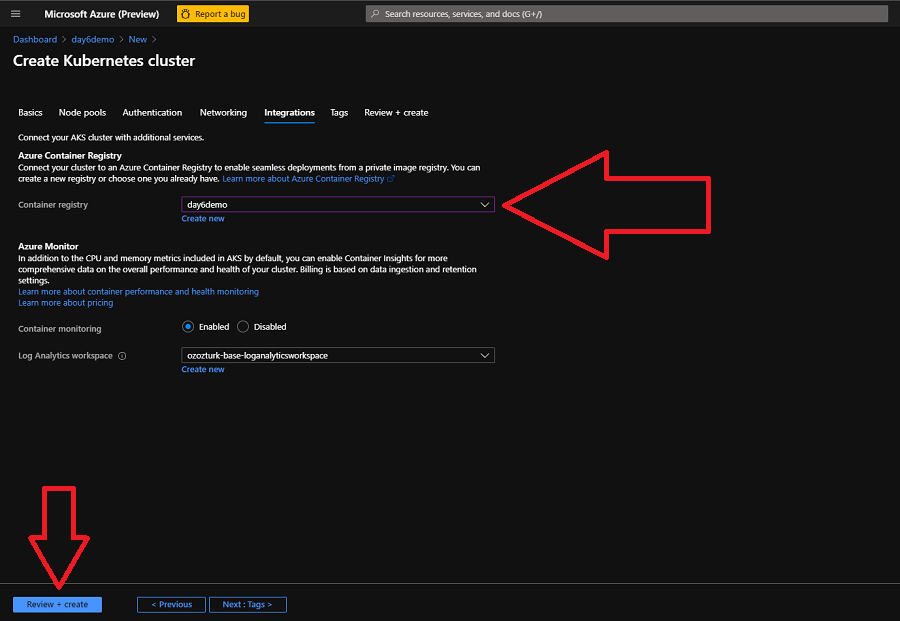 Microsoft Azure (Preview)
Report a bug
Search resources, services, and docs (G+/)
Dashboard > day6demo > New >
Create Kubernetes cluster
Basics Node pools Authentication Networking Integrations Tags Review + create
Connect your AKS cluster with additional services.
Azure Container Registry
Connect your cluster to an Azure Container Registry to enable seamless deployments from a private image registry. You can
create a new registry or choose one you already have. Learn more about Azure Container Registry
Container registry
day6demo
Create new
Azure Monitor
In addition to the CPU and memory metrics included in AKS by default, you can enable Container Insights for more
comprehensive data on the overall performance and health of your cluster. Billing is based on data ingestion and retention
settings.
Learn more about container performance and health monitoring
Learn more about pricing
Container monitoring
Enabled Disabled
Log Analytics workspace
ozozturk-base-loganalyticsworkspace
Create new
Review + create
< Previous
Next : Tags >